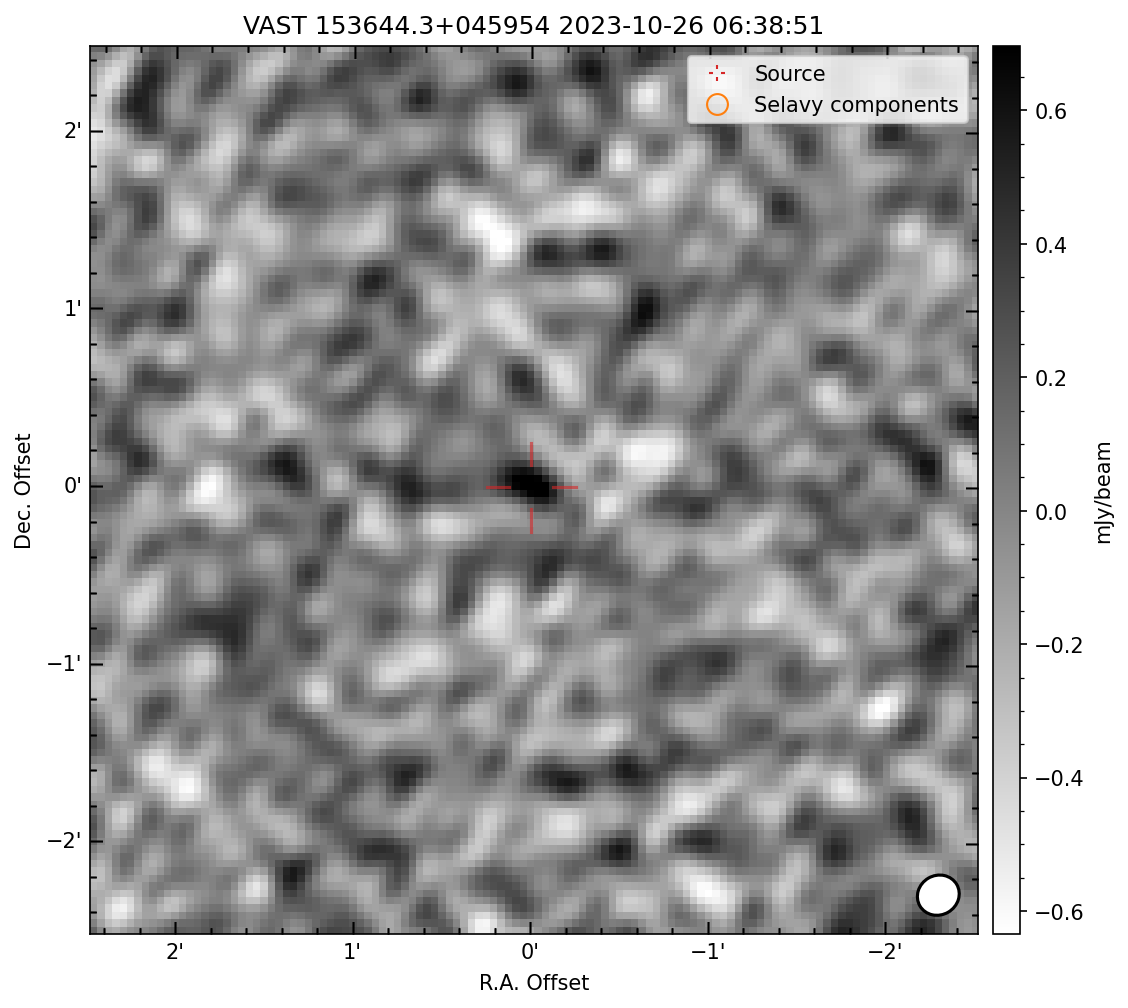 VAST 153644.3+045954 2023-10-26 06:38:51
Source
Selavy components
2'
1'
0'
−1'
−2'
Dec. Offset
2'
1'
0'
−1'
−2'
R.A. Offset
0.6
0.4
0.2
0.0
−0.2
−0.4
−0.6
mJy/beam